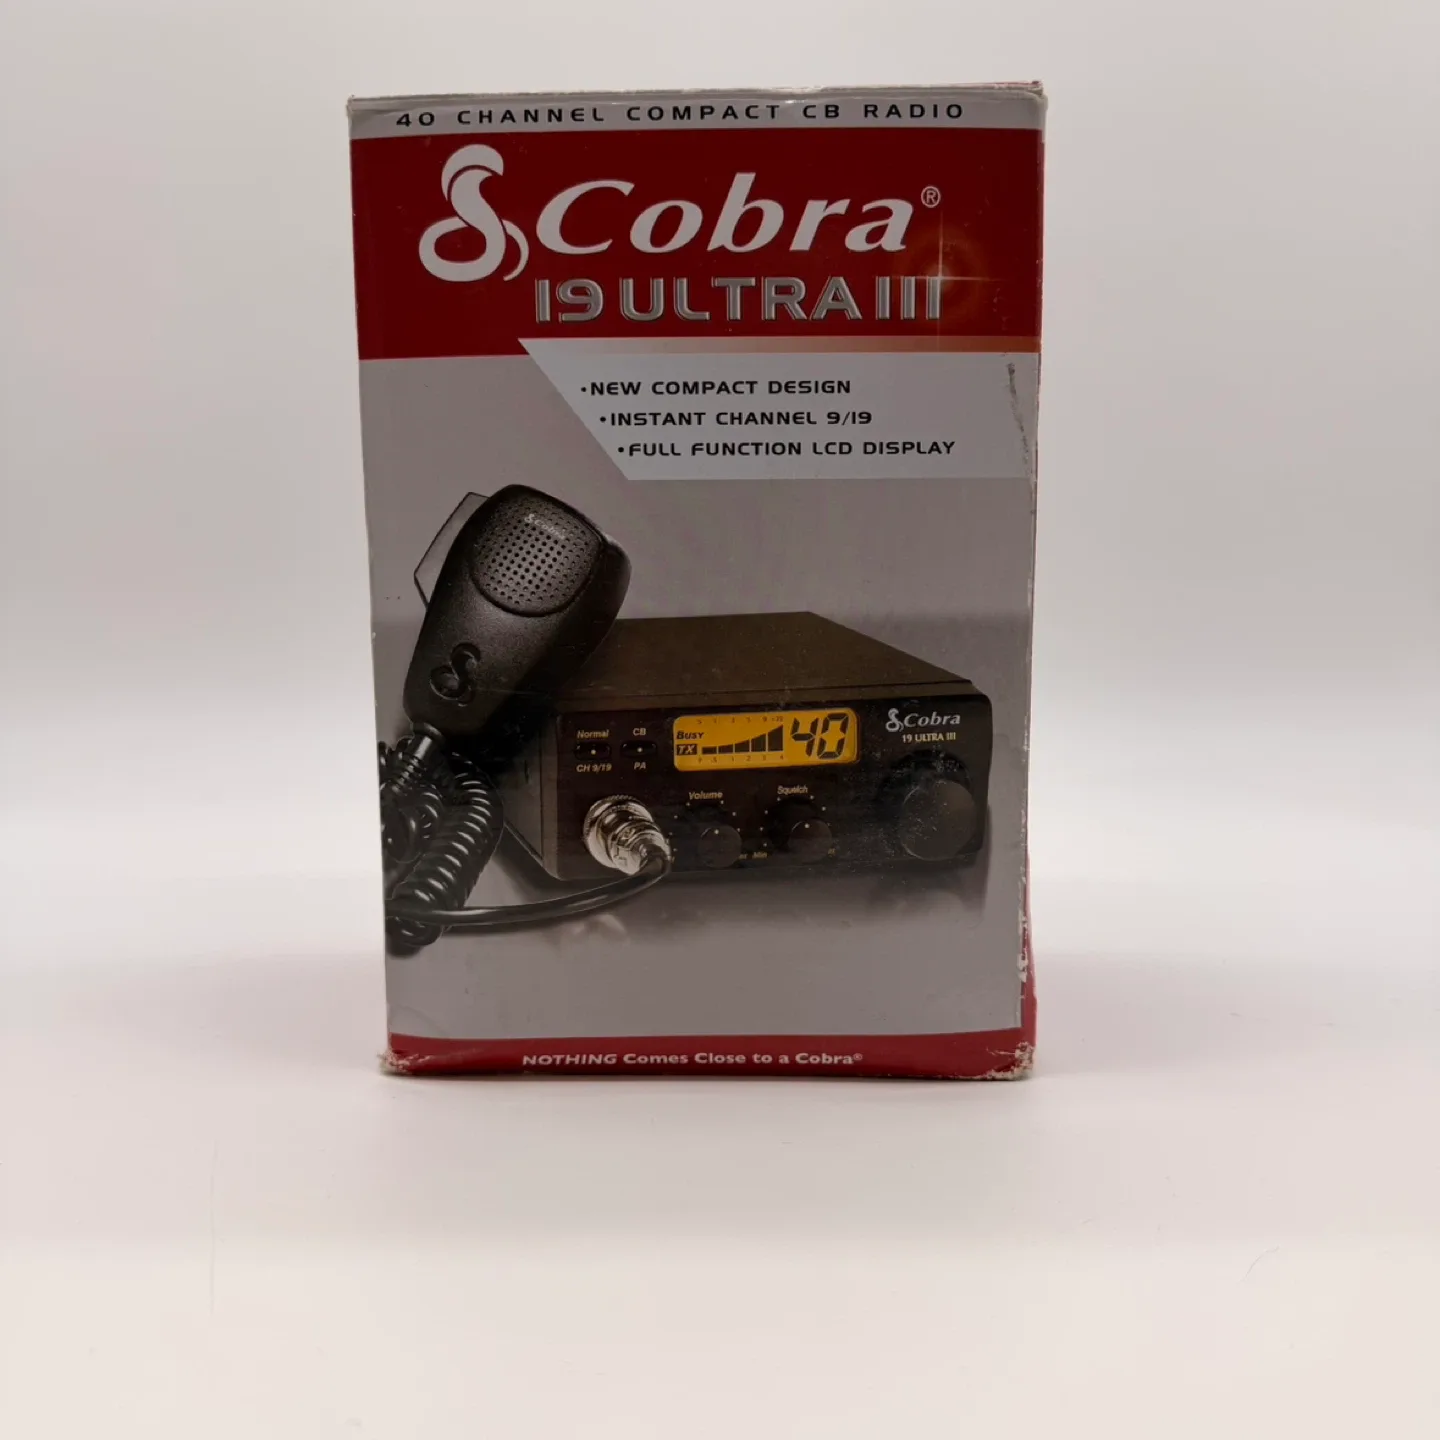 40 CHANNEL COMPACT CB RADIO
Cobra®
19 ULTRA III
•NEW COMPACT DESIGN
•INSTANT CHANNEL 9/19
•FULL FUNCTION LCD DISPLAY
Cobra
Normal
CB
CH 9/19
PA
BUSY
TX
40
Cobra
19 ULTRA III
Volume
Squelch
Min
NOTHING Comes Close to a Cobra®